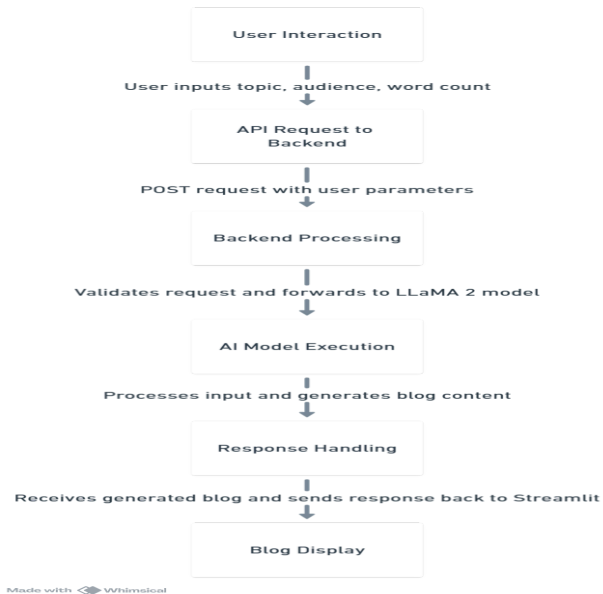 User Interaction
User inputs topic, audience, word count
API Request to
Backend
POST request with user parameters
Backend Processing
Validates request and forwards to LLaMA 2 model
AI Model Execution
Processes input and generates blog content
Response Handling
Receives generated blog and sends response back to Streamlit
Blog Display
Made with Whimsical